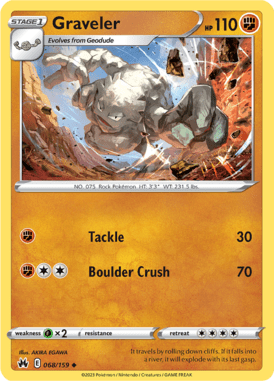 STAGE 1 Graveler HP 110
Evolves from Geodude
NO. 075 Rock Pokémon HT: 3'3" WT: 231.5 lbs.
Tackle 30
Boulder Crush 70
weakness ×2 resistance retreat
Illus. AKIRA EGAWA
068/159
It travels by rolling down cliffs. If it falls into
a river, it will explode with its last gasp.
©2023 Pokémon / Nintendo / Creatures / GAME FREAK